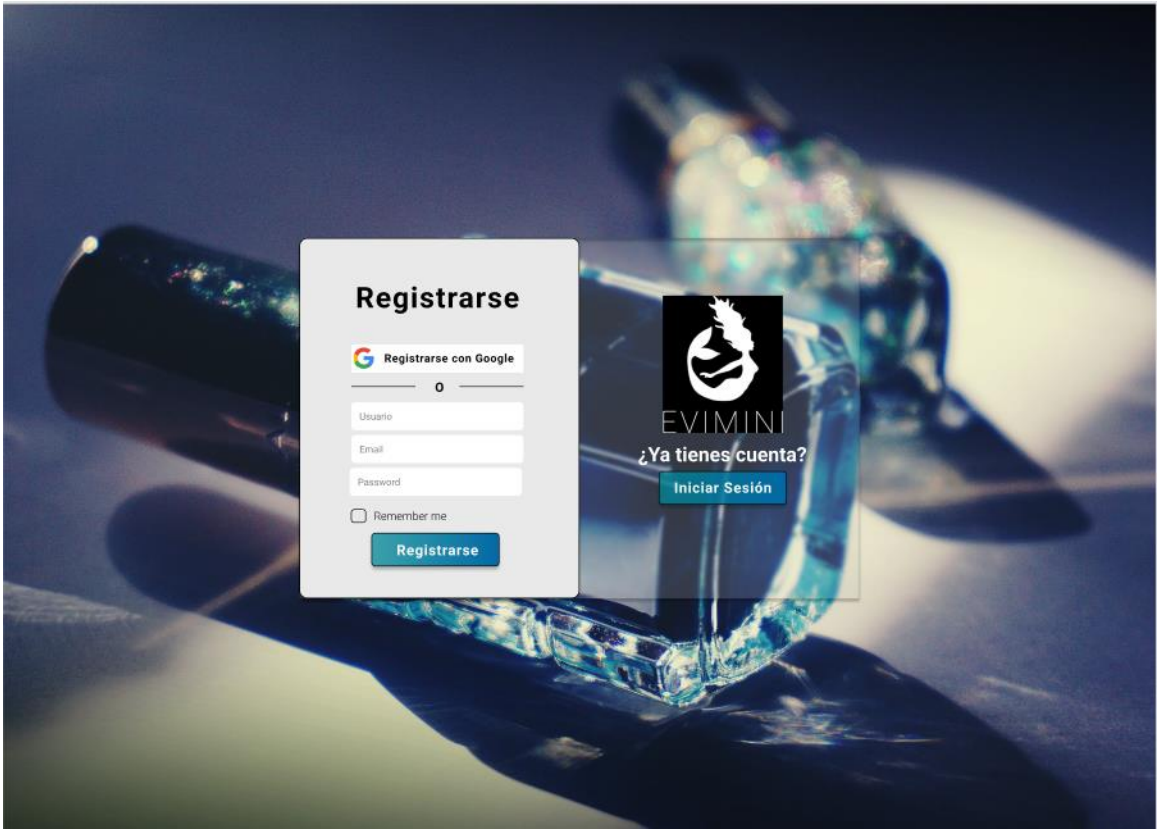 Registrarse
Registrarse con Google
O
Usuario
Email
Password
Remember me
Registrarse
EVIMINI
¿Ya tienes cuenta?
Iniciar Sesión